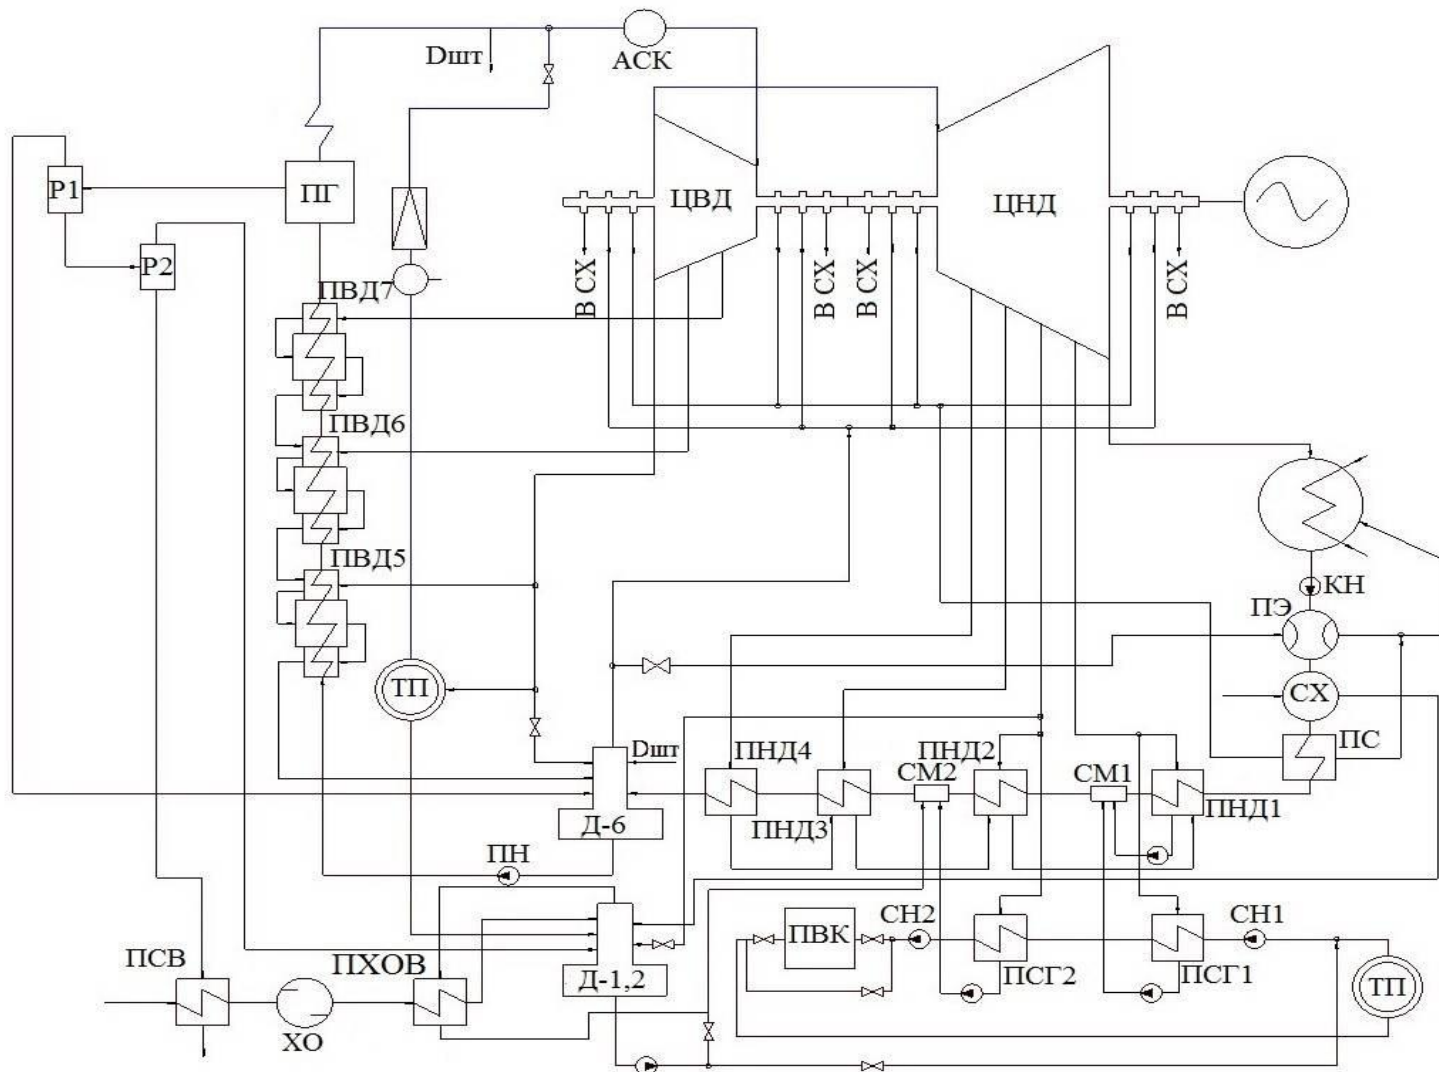 Dшт
АСК
Р1
ПГ
ЦВД
ЦНД
Р2
В СХ
В СХ
В СХ
В СХ
ПВД7
ПВД6
ПВД5
КН
ПЭ
ТП
СХ
Dшт
ПНД4
ПНД2
ПС
СМ2
СМ1
ПНД3
ПНД1
Д-6
ПН
СН2
СН1
ПВК
ПСВ
ПХОВ
Д-1,2
ПСГ2
ПСГ1
ТП
ХО